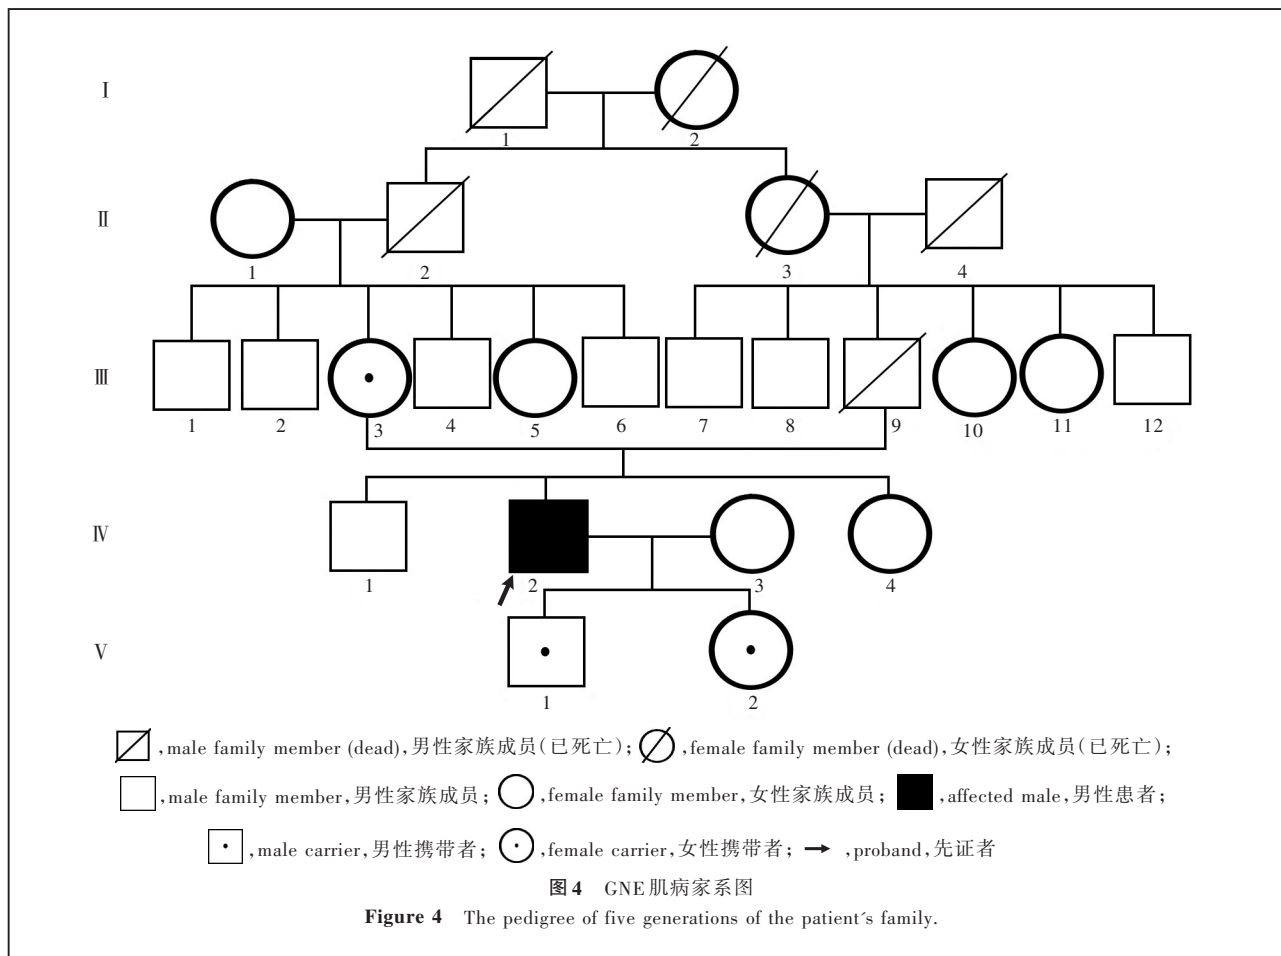 I
1 2
II
1 2 3 4
III
1 2 3 4 5 6 7 8 9 10 11 12
IV
1 2 3 4
V
1 2
,male family member (dead),男性家族成员(已死亡); ,female family member (dead),女性家族成员(已死亡);
,male family member,男性家族成员; ,female family member,女性家族成员; ,affected male,男性患者;
,male carrier,男性携带者; ,female carrier,女性携带者; ,proband,先证者
图4 GNE肌病家系图
Figure 4 The pedigree of five generations of the patient´s family.